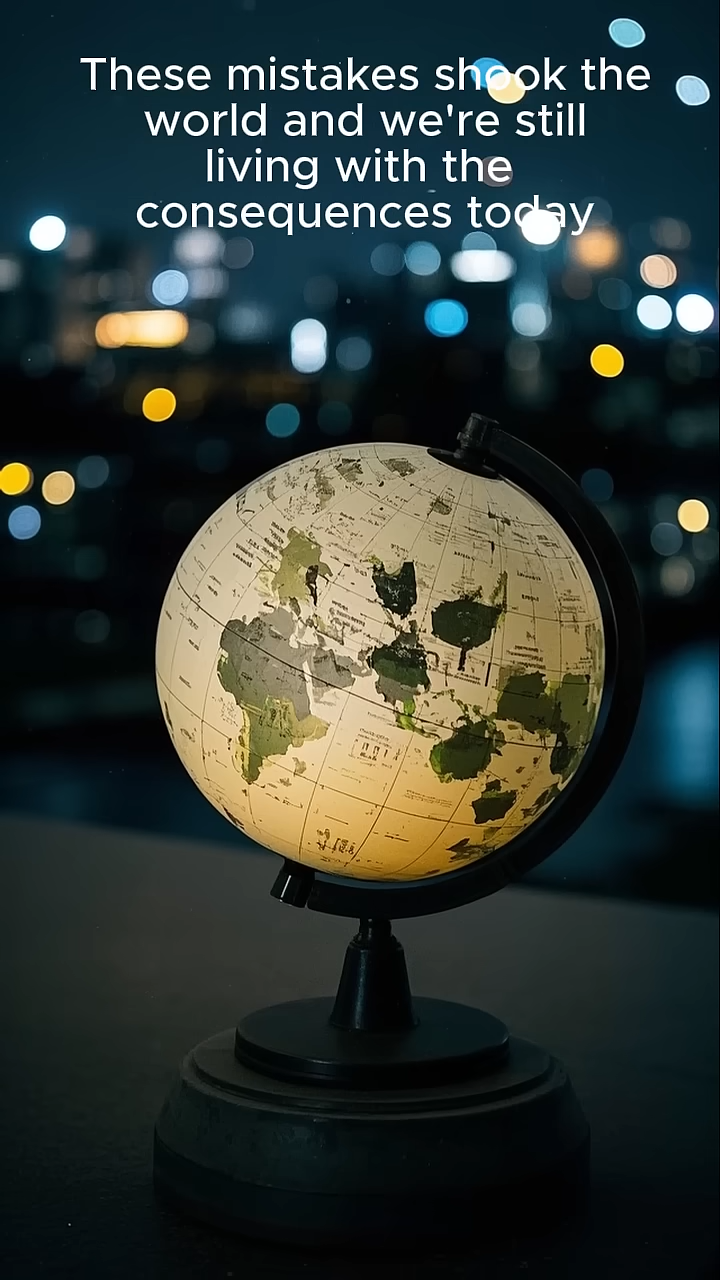 These mistakes shook the
world and we're still
living with the
consequences today